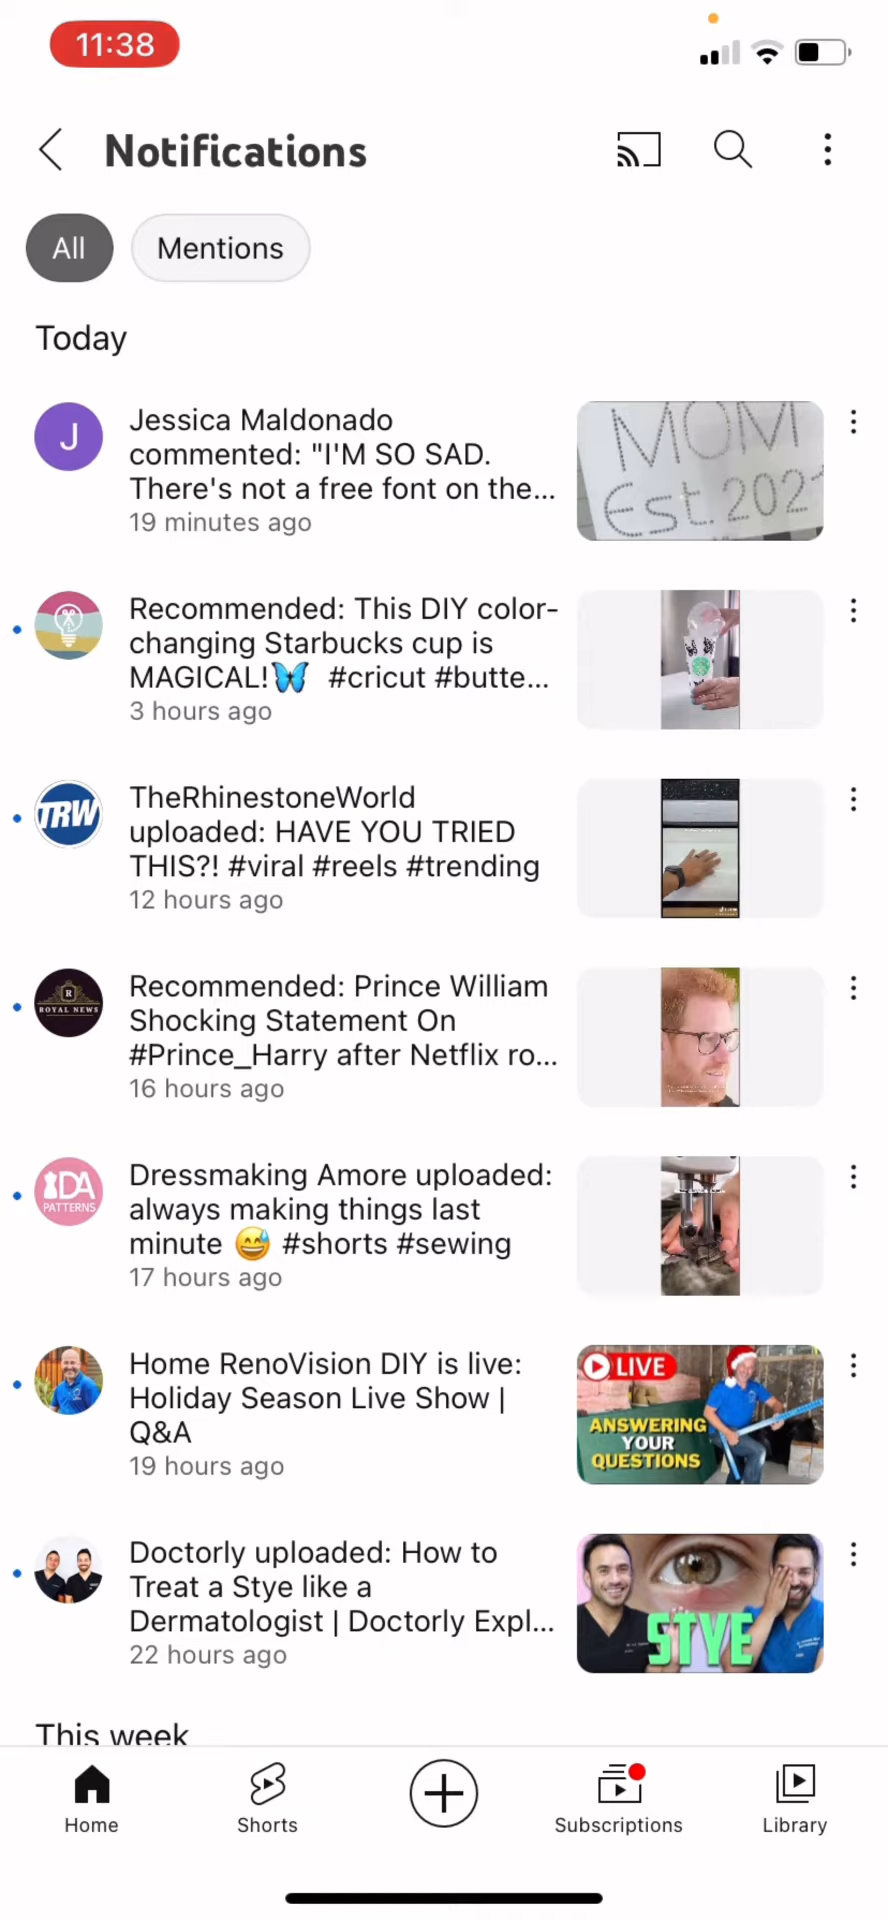 11:38
Notifications
All
Mentions
Today
J
Jessica Maldonado
commented: "I'M SO SAD.
There's not a free font on the...
19 minutes ago
MOM
Est. 202
Recommended: This DIY color-
changing Starbucks cup is
MAGICAL!🦋 #cricut #butte...
3 hours ago
TRW
TheRhinestoneWorld
uploaded: HAVE YOU TRIED
THIS?! #viral #reels #trending
12 hours ago
R
ROYAL NEWS
Recommended: Prince William
Shocking Statement On
#Prince_Harry after Netflix ro...
16 hours ago
DA
PATTERNS
Dressmaking Amore uploaded:
always making things last
minute 😅 #shorts #sewing
17 hours ago
Home RenoVision DIY is live:
Holiday Season Live Show |
Q&A
19 hours ago
LIVE
ANSWERING
YOUR
QUESTIONS
Doctorly uploaded: How to
Treat a Stye like a
Dermatologist | Doctorly Expl...
22 hours ago
STYE
This week
Home
Shorts
Subscriptions
Library